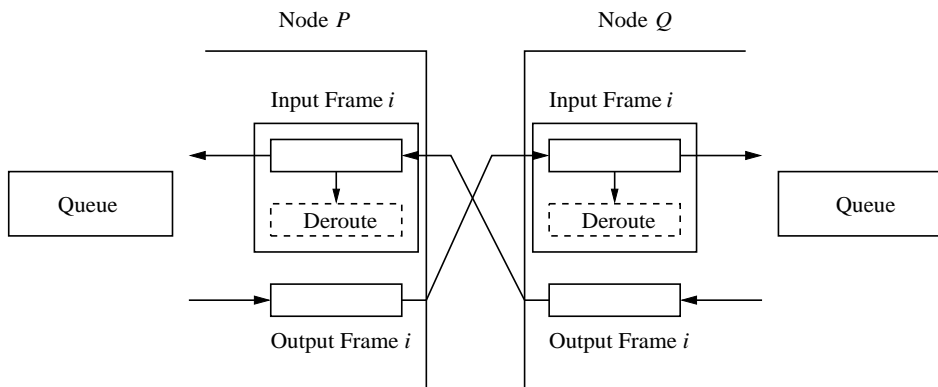 Node P
Node Q
Input Frame i
Input Frame i
Queue
Deroute
Deroute
Queue
Output Frame i
Output Frame i